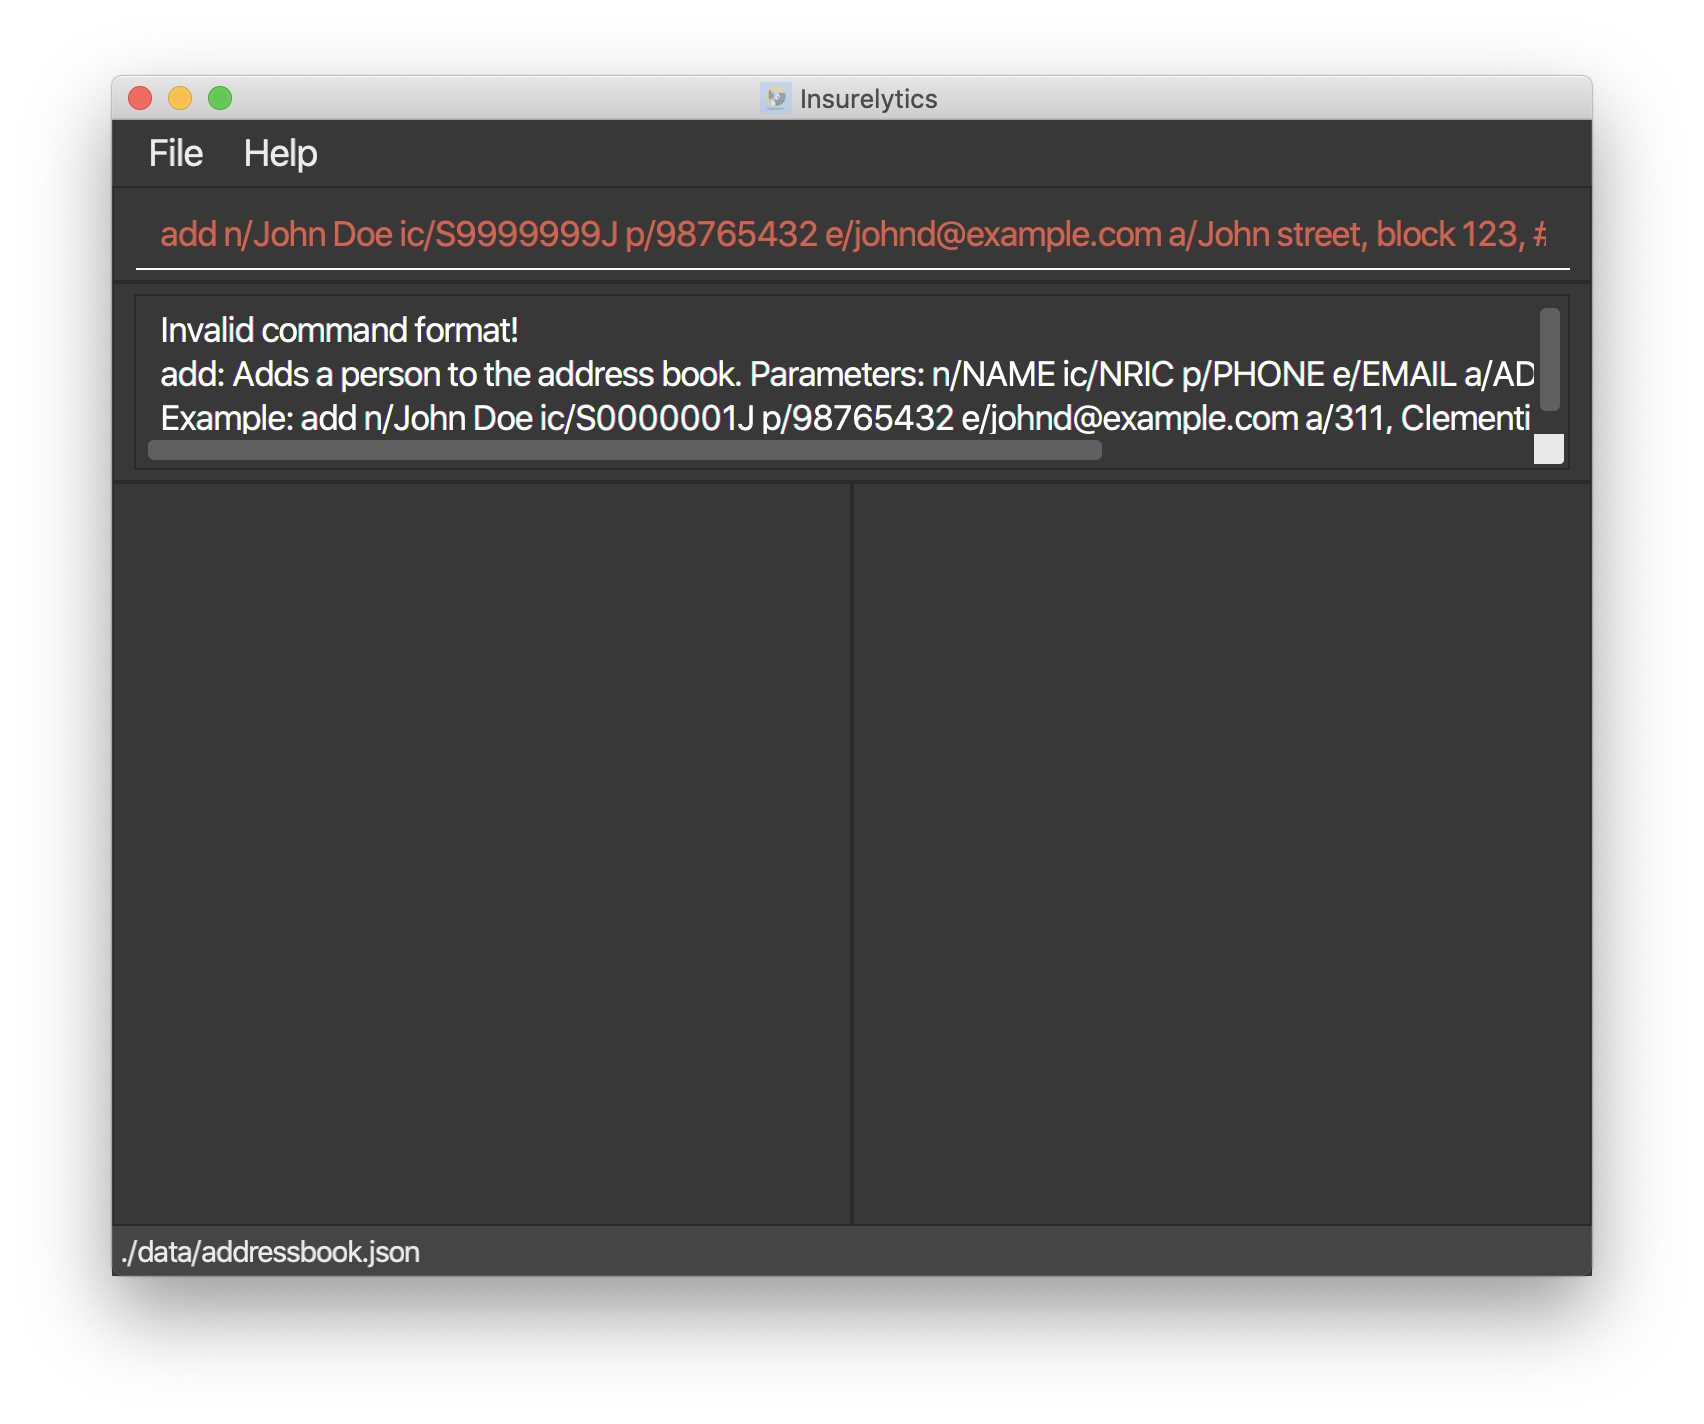 Insurelytics
File Help
add n/John Doe ic/S9999999J p/98765432 e/johnd@example.com a/John street, block 123, #
Invalid command format!
add: Adds a person to the address book. Parameters: n/NAME ic/NRIC p/PHONE e/EMAIL a/AD
Example: add n/John Doe ic/S0000001J p/98765432 e/johnd@example.com a/311, Clementi
./data/addressbook.json